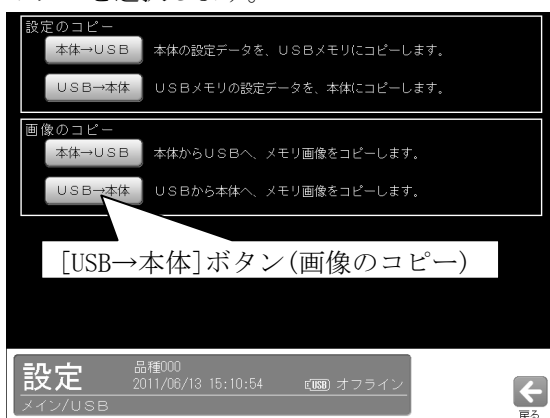 設定のコピー
本体→USB 本体の設定データを、USBメモリにコピーします。
USB→本体 USBメモリの設定データを、本体にコピーします。
画像のコピー
本体→USB 本体からUSBへ、メモリ画像をコピーします。
USB→本体 USBから本体へ、メモリ画像をコピーします。
[USB→本体]ボタン(画像のコピー)
設定 品種000
2011/06/13 15:10:54 USB オフライン
メイン/USB
戻る